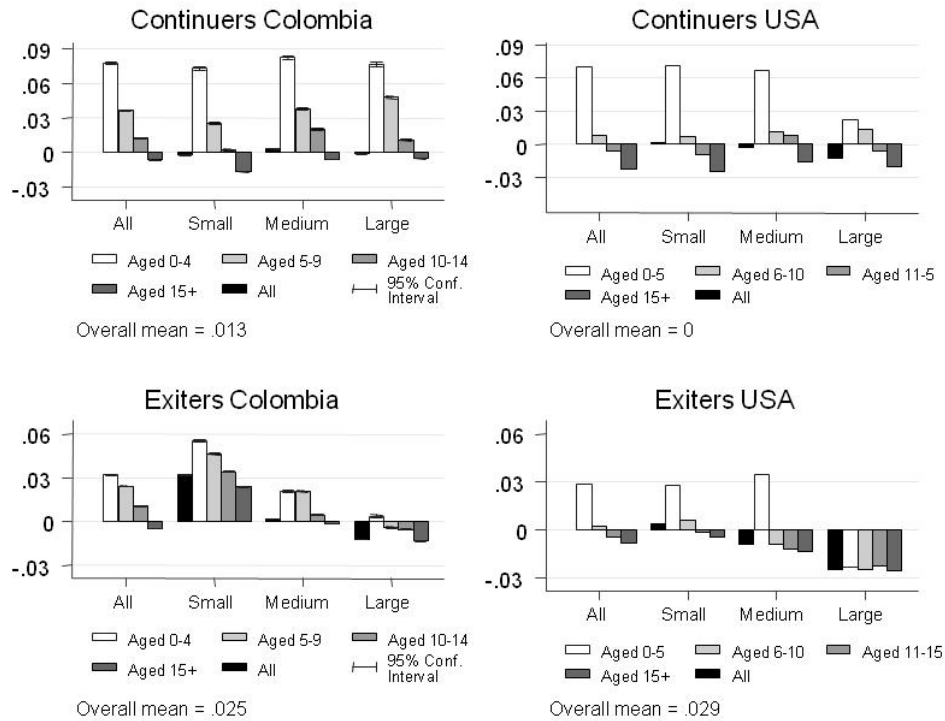 Continuers Colombia
.09
.06
.03
0
-.03
All Small Medium Large
Aged 0-4 Aged 5-9 Aged 10-14
Aged 15+ All 95% Conf. Interval
Overall mean = .013
Continuers USA
.09
.06
.03
0
-.03
All Small Medium Large
Aged 0-5 Aged 6-10 Aged 11-5
Aged 15+ All
Overall mean = 0
Exiters Colombia
.06
.03
0
-.03
All Small Medium Large
Aged 0-4 Aged 5-9 Aged 10-14
Aged 15+ All 95% Conf. Interval
Overall mean = .025
Exiters USA
.06
.03
0
-.03
All Small Medium Large
Aged 0-5 Aged 6-10 Aged 11-15
Aged 15+ All
Overall mean = .029